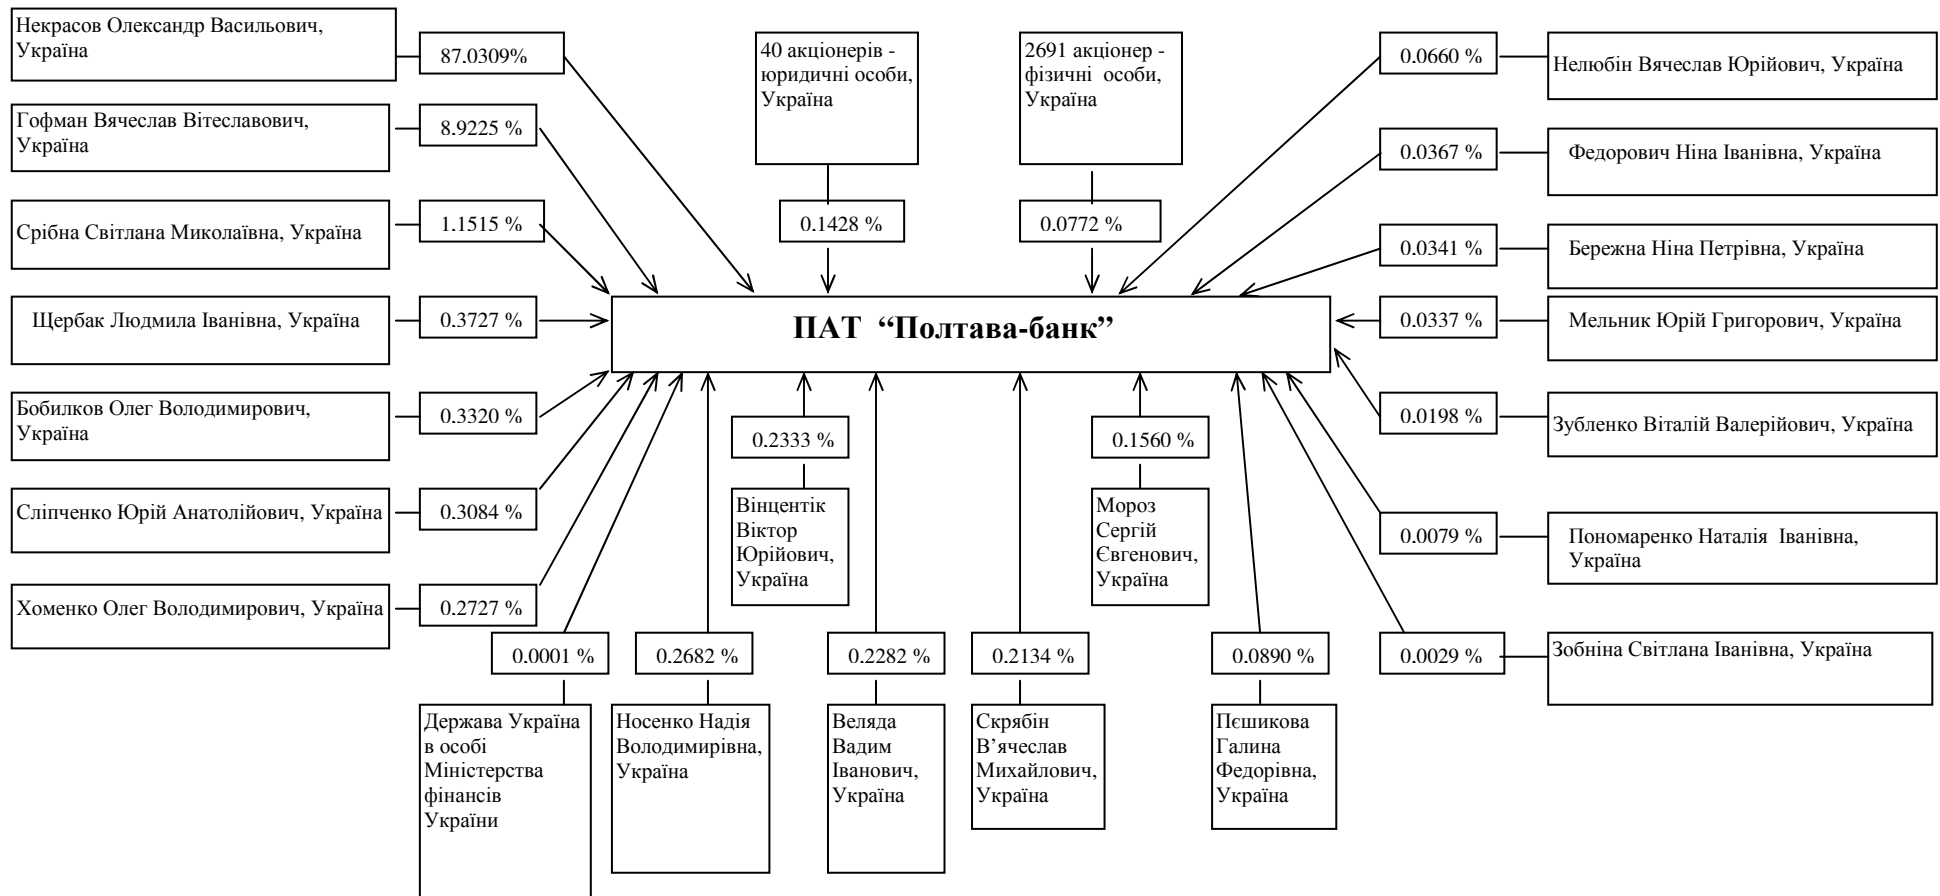 Некрасов Олександр Васильович,
Україна
87.0309%
40 акціонерів -
юридичні особи,
Україна
2691 акціонер -
фізичні особи,
Україна
0.0660 %
Нелюбін Вячеслав Юрійович, Україна
Гофман Вячеслав Вітеславович,
Україна
8.9225 %
0.0367 %
Федорович Ніна Іванівна, Україна
Срібна Світлана Миколаївна, Україна
1.1515 %
0.1428 %
0.0772 %
0.0341 %
Бережна Ніна Петрівна, Україна
Щербак Людмила Іванівна, Україна
0.3727 %
ПАТ “Полтава-банк”
0.0337 %
Мельник Юрій Григорович, Україна
Бобилков Олег Володимирович,
Україна
0.3320 %
0.2333 %
0.1560 %
0.0198 %
Зубленко Віталій Валерійович, Україна
Сліпченко Юрій Анатолійович, Україна
0.3084 %
Вінцентік
Віктор
Юрійович,
Україна
Мороз
Сергій
Євгенович,
Україна
0.0079 %
Пономаренко Наталія Іванівна,
Україна
Хоменко Олег Володимирович, Україна
0.2727 %
0.0001 %
0.2682 %
0.2282 %
0.2134 %
0.0890 %
0.0029 %
Зобніна Світлана Іванівна, Україна
Держава Україна
в особі
Міністерства
фінансів
України
Носенко Надія
Володимирівна,
Україна
Веляда
Вадим
Іванович,
Україна
Скрябін
В’ячеслав
Михайлович,
Україна
Пєшикова
Галина
Федорівна,
Україна